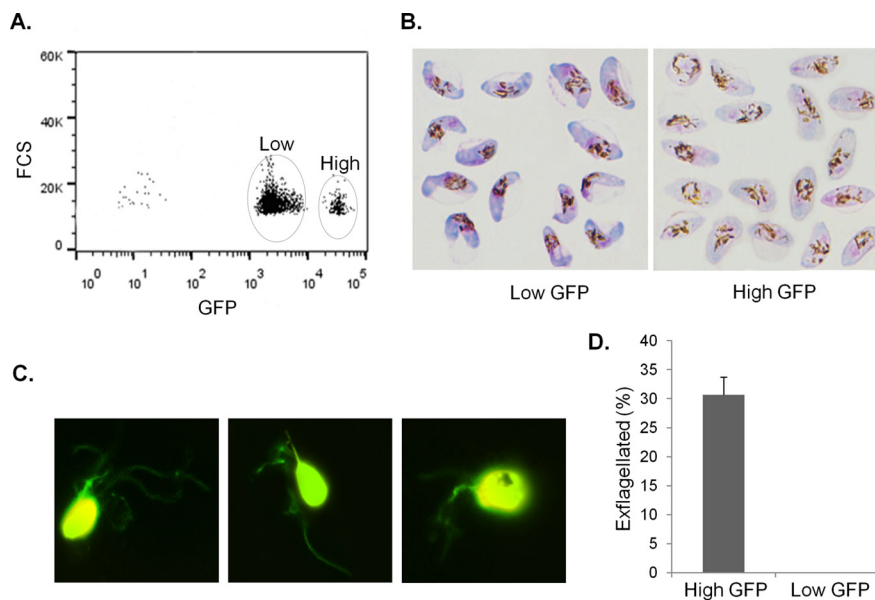 A.
60K
40K
20K
0
FCS
Low
High
10^0 10^1 10^2 10^3 10^4 10^5
GFP
B.
Low GFP
High GFP
C.
D.
40
35
30
25
20
15
10
5
0
Exflagellated (%)
High GFP
Low GFP